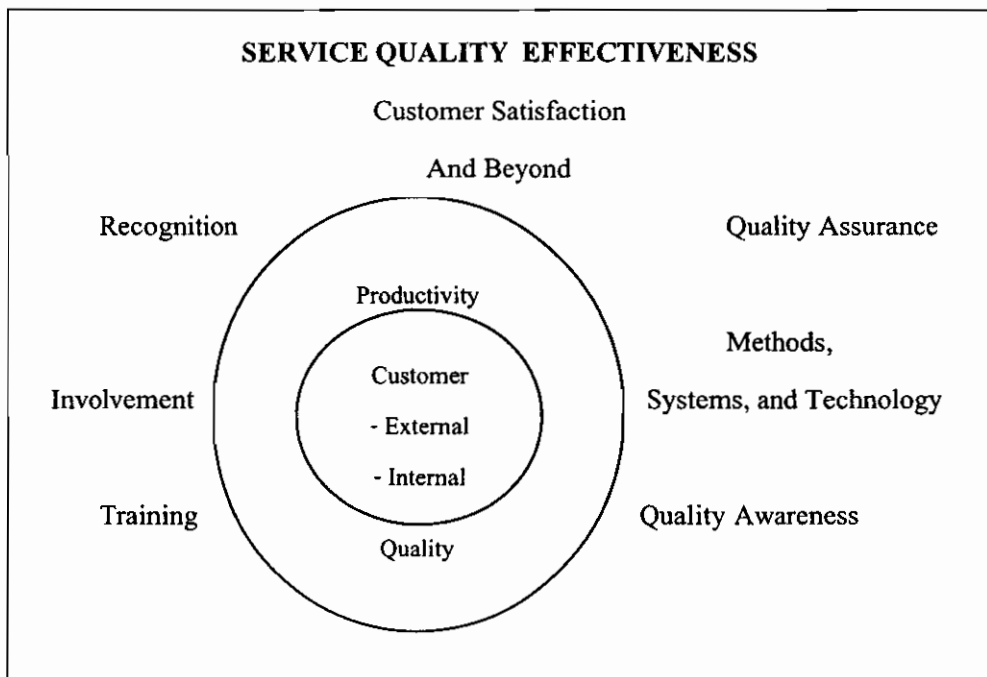 SERVICE QUALITY EFFECTIVENESS
Customer Satisfaction
And Beyond
Recognition
Quality Assurance
Productivity
Methods,
Customer
Involvement
Systems, and Technology
- External
- Internal
Training
Quality Awareness
Quality